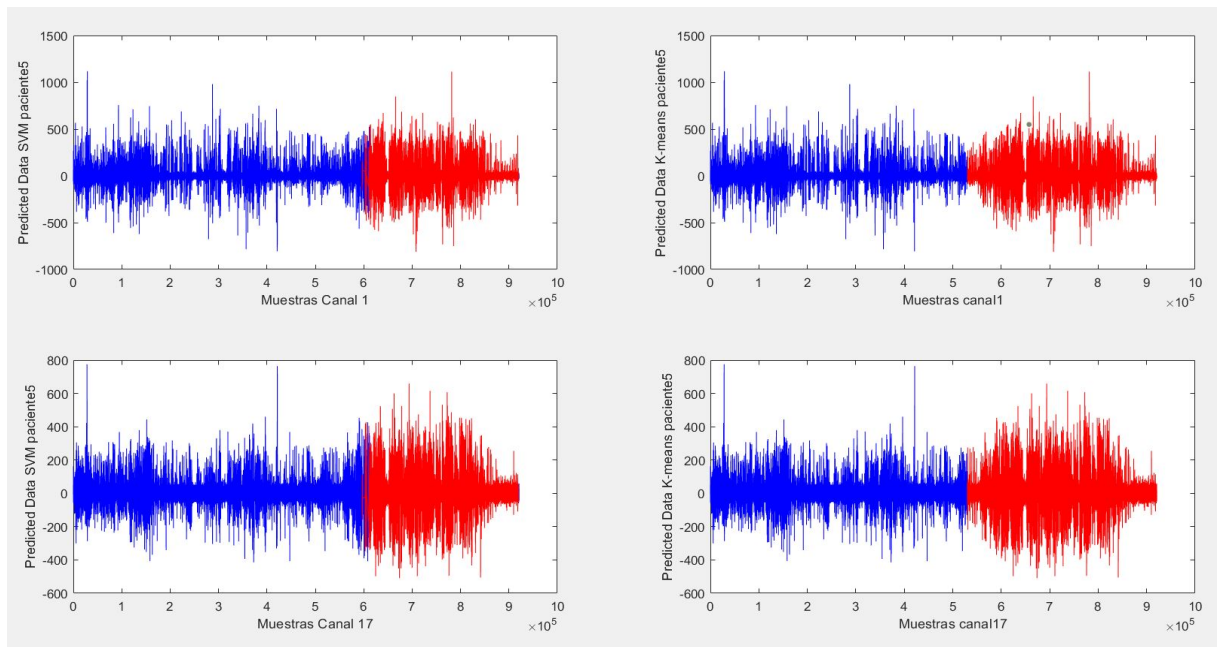 1500
1000
500
0
-500
-1000
Predicted Data SVM paciente5
0 1 2 3 4 5 6 7 8 9 10
Muestras Canal 1
×10^5
1500
1000
500
0
-500
-1000
Predicted Data K-means paciente5
0 1 2 3 4 5 6 7 8 9 10
Muestras canal1
×10^5
800
600
400
200
0
-200
-400
-600
Predicted Data SVM paciente5
0 1 2 3 4 5 6 7 8 9 10
Muestras Canal 17
×10^5
800
600
400
200
0
-200
-400
-600
Predicted Data K-means paciente5
0 1 2 3 4 5 6 7 8 9 10
Muestras canal17
×10^5